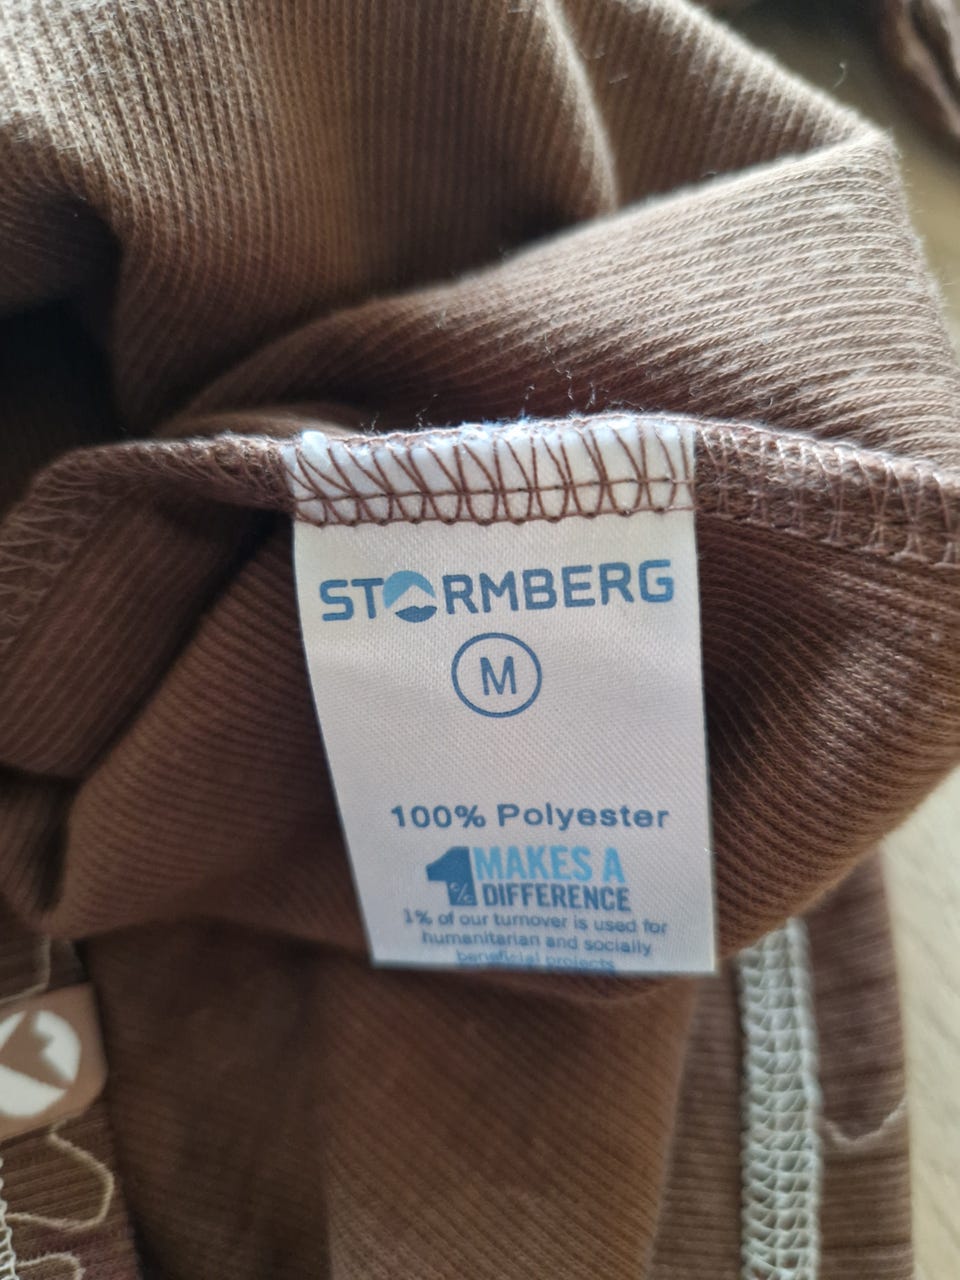 STORMBERG
M
100% Polyester
1% MAKES A
DIFFERENCE
1% of our turnover is used for
humanitarian and socially
beneficial projects